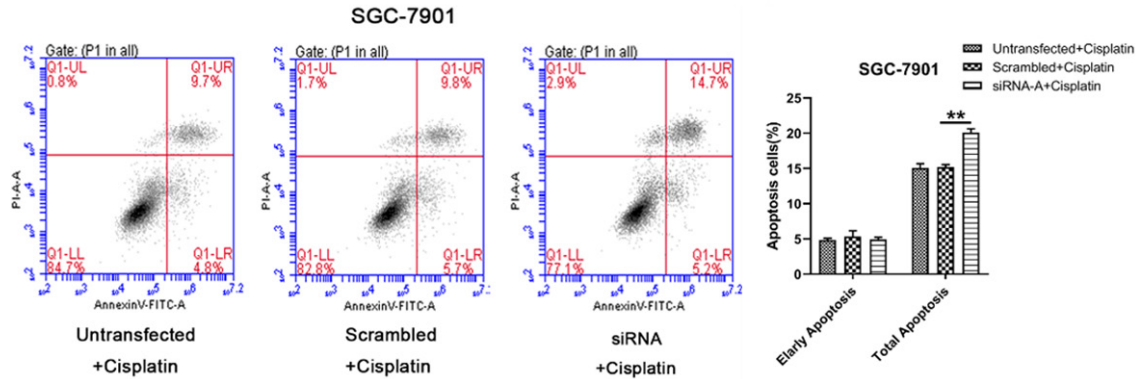 SGC-7901
Gate: (P1 in all)
Q1-UL
0.8%
Q1-UR
9.7%
Q1-LL
84.7%
Q1-LR
4.8%
PI-A-A
AnnexinV-FITC-A
Untransfected
+Cisplatin
Gate: (P1 in all)
Q1-UL
1.7%
Q1-UR
9.8%
Q1-LL
82.8%
Q1-LR
5.7%
PI-A-A
AnnexinV-FITC-A
Scrambled
+Cisplatin
Gate: (P1 in all)
Q1-UL
2.9%
Q1-UR
14.7%
Q1-LL
77.1%
Q1-LR
5.2%
PI-A-A
AnnexinV-FITC-A
siRNA
+Cisplatin
Untransfected+Cisplatin
Scrambled+Cisplatin
siRNA-A+Cisplatin
SGC-7901
**
Apoptosis cells(%)
25
20
15
10
5
0
Elarly Apoptosis
Total Apoptosis